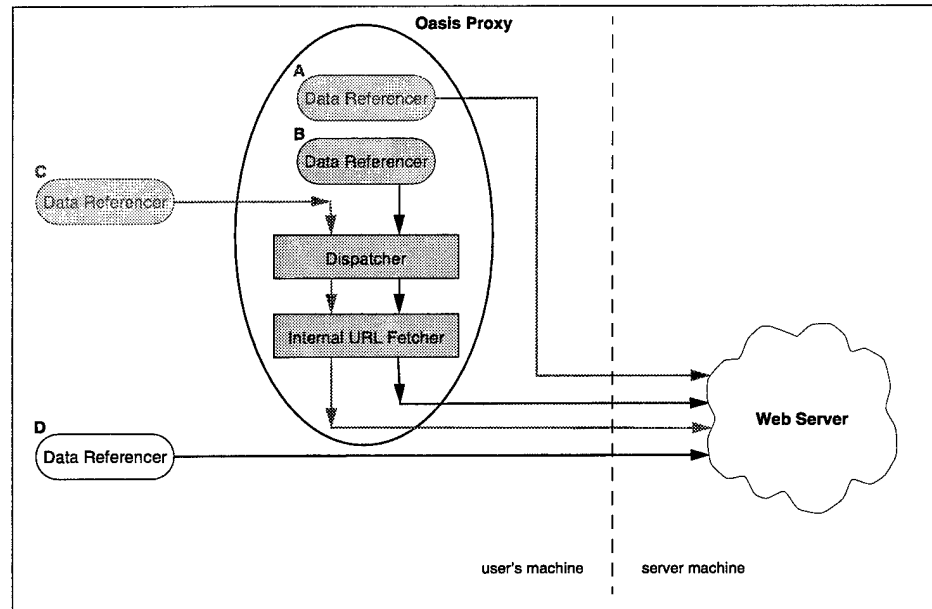 Oasis Proxy
A
Data Referencer
B
Data Referencer
C
Data Referencer
Dispatcher
Internal URL Fetcher
D
Data Referencer
Web Server
user's machine
server machine